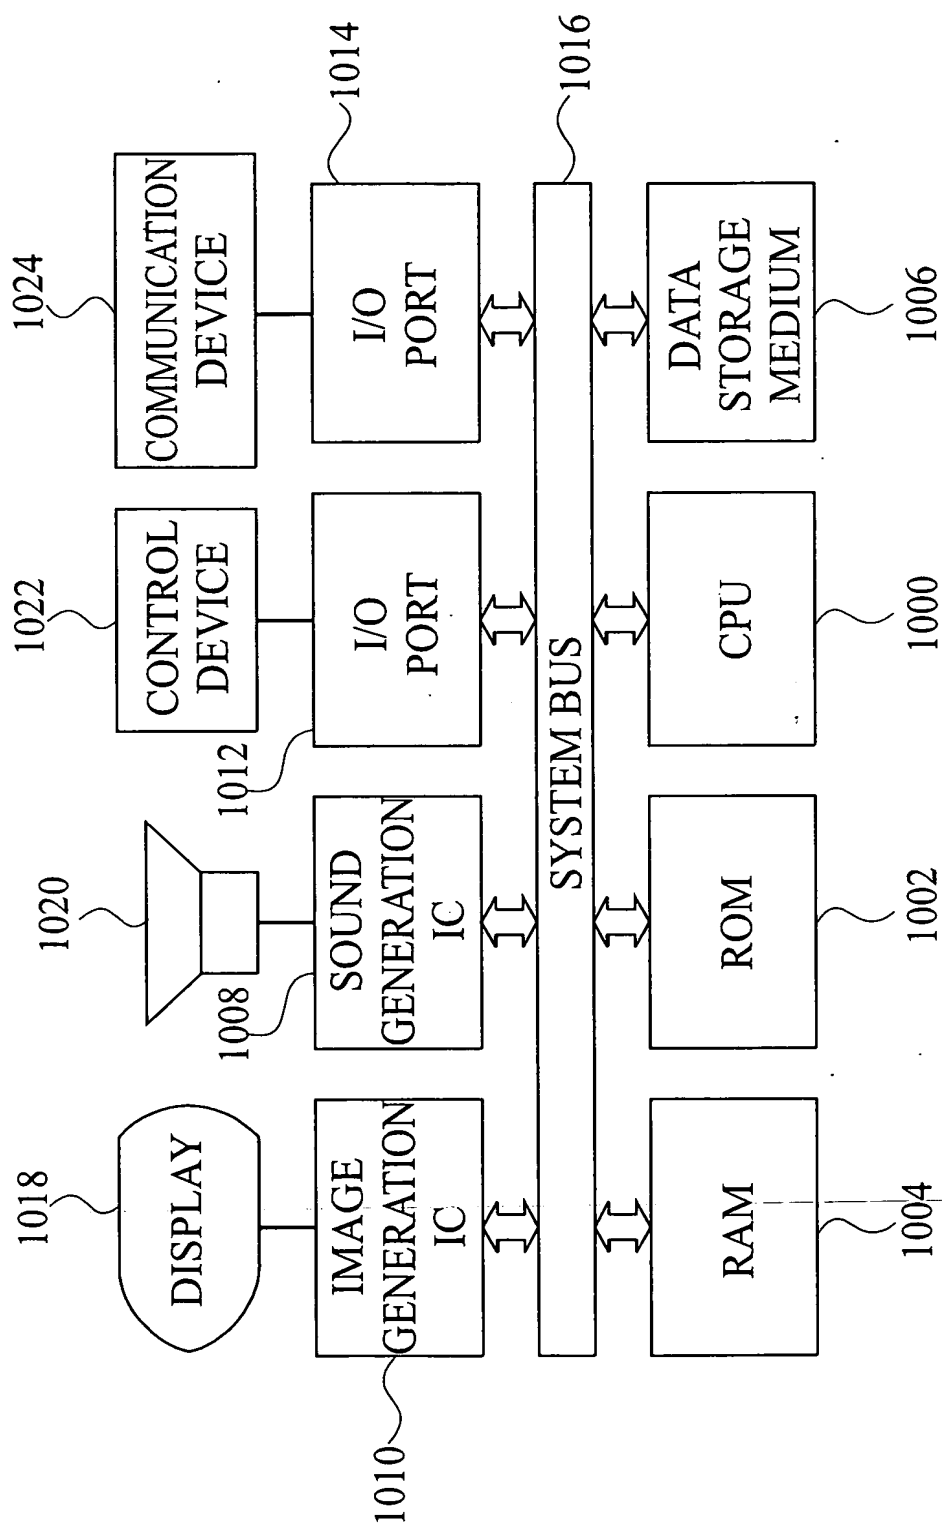 1018
1020
1022
1024
DISPLAY
CONTROL
DEVICE
COMMUNICATION
DEVICE
1010
IMAGE
GENERATION
IC
1008
SOUND
GENERATION
IC
1012
I/O
PORT
I/O
PORT
1014
SYSTEM BUS
1016
RAM
ROM
CPU
DATA
STORAGE
MEDIUM
1004
1002
1000
1006